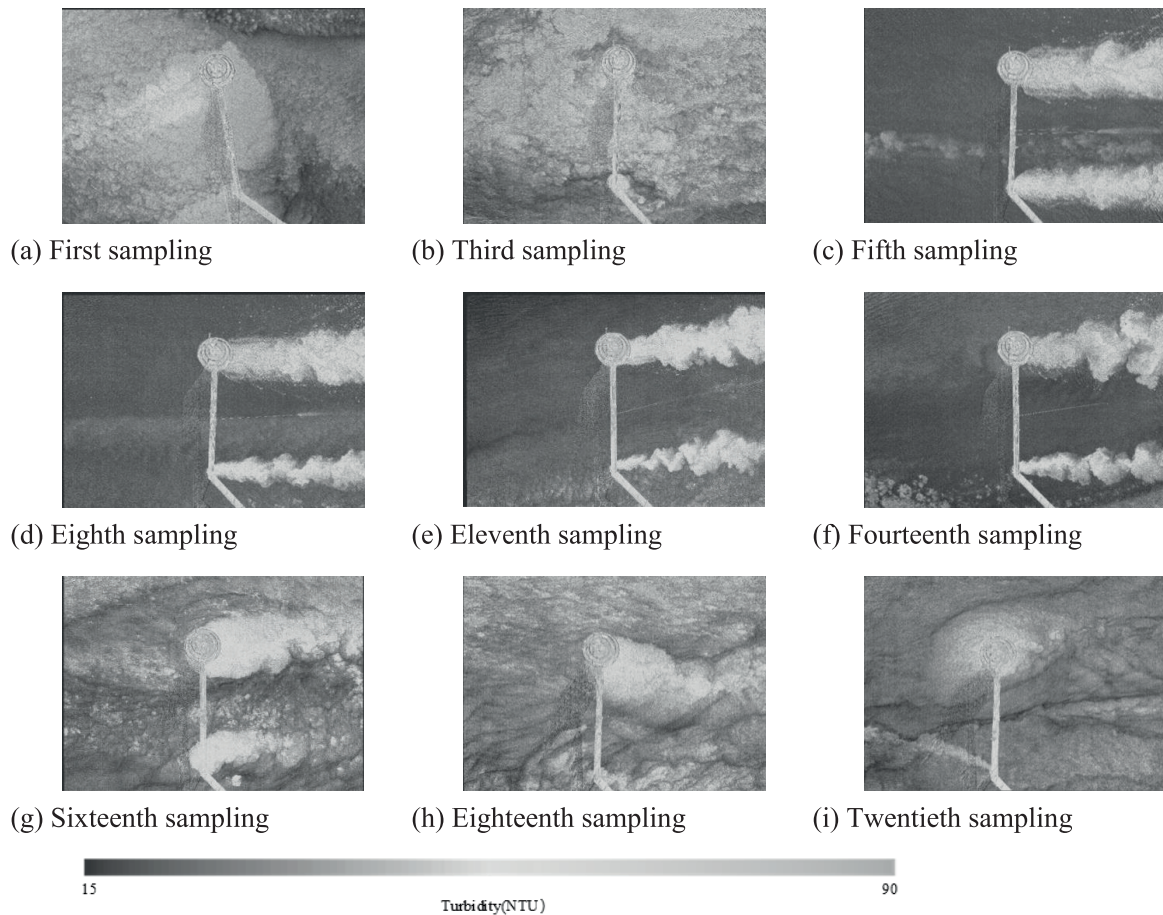 (a) First sampling
(b) Third sampling
(c) Fifth sampling
(d) Eighth sampling
(e) Eleventh sampling
(f) Fourteenth sampling
(g) Sixteenth sampling
(h) Eighteenth sampling
(i) Twentieth sampling
15
90
Turbidity(NTU)